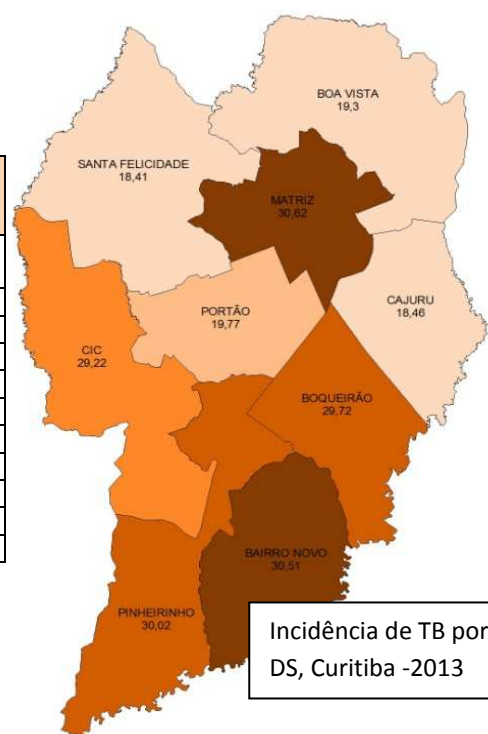 BOA VISTA
19,3
SANTA FELICIDADE
18,41
MATRIZ
30,62
CAJURU
18,46
PORTÃO
19,77
CIC
29,22
BOQUEIRÃO
29,72
BAIRRO NOVO
30,51
PINHEIRINHO
30,02
Incidência de TB por
DS, Curitiba -2013